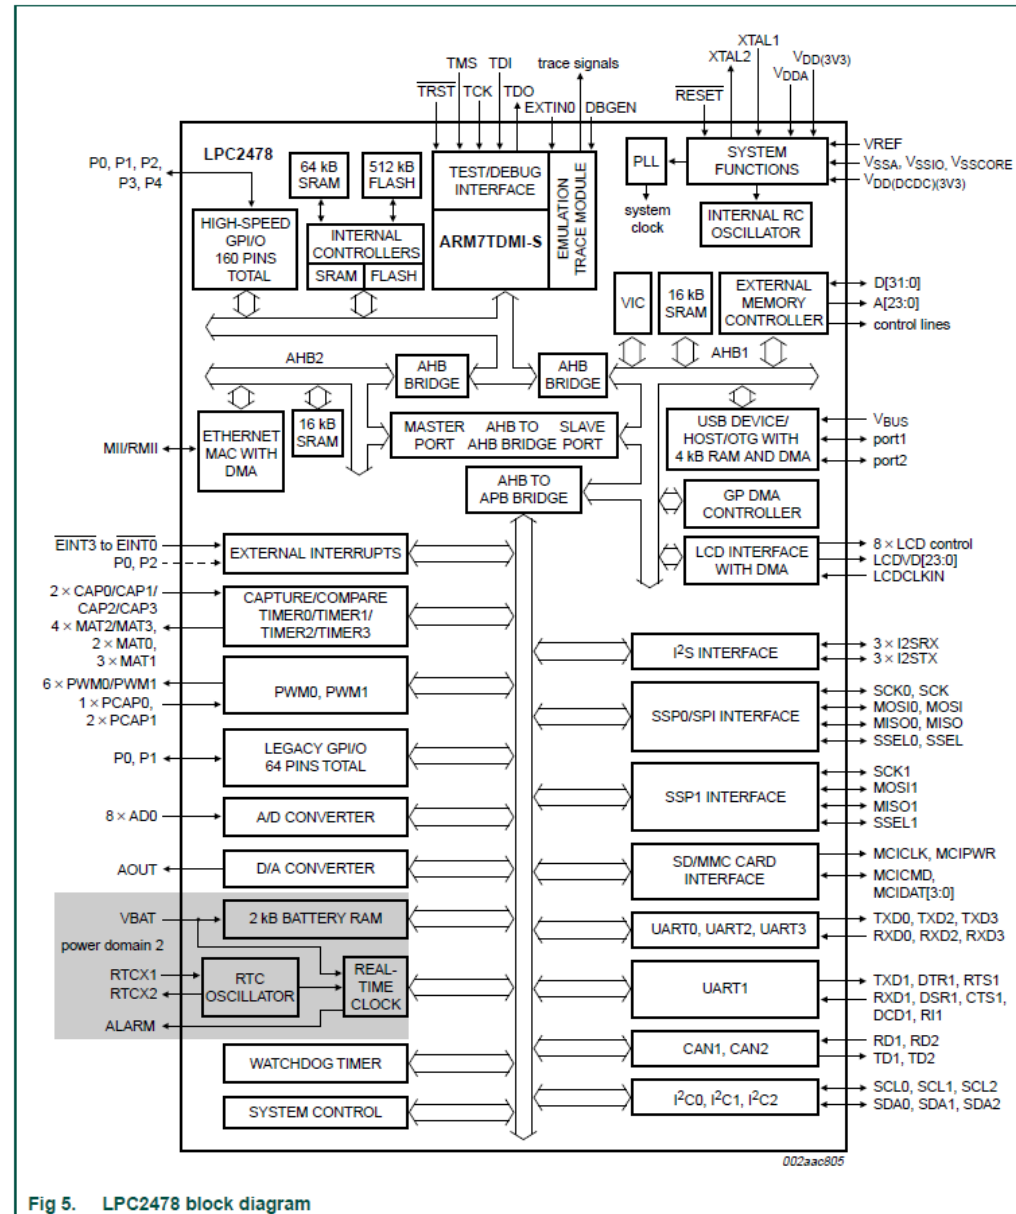 XTAL1
XTAL2
VDD(3V3)
VDDA
TMS TDI
trace signals
TRST TCK TDO
EXTIN0 DBGEN
RESET
LPC2478
P0, P1, P2,
P3, P4
64 kB
SRAM
512 kB
FLASH
TEST/DEBUG
INTERFACE
EMULATION
TRACE MODULE
PLL
SYSTEM
FUNCTIONS
VREF
VSSA, VSSIO, VSSCORE
VDD(DCDC)(3V3)
system
clock
HIGH-SPEED
GPI/O
160 PINS
TOTAL
INTERNAL
CONTROLLERS
SRAM FLASH
ARM7TDMI-S
INTERNAL RC
OSCILLATOR
VIC
16 kB
SRAM
EXTERNAL
MEMORY
CONTROLLER
D[31:0]
A[23:0]
control lines
AHB2
AHB
BRIDGE
AHB
BRIDGE
AHB1
MII/RMII
ETHERNET
MAC WITH
DMA
16 kB
SRAM
MASTER AHB TO SLAVE
PORT AHB BRIDGE PORT
USB DEVICE/
HOST/OTG WITH
4 kB RAM AND DMA
VBUS
port1
port2
AHB TO
APB BRIDGE
GP DMA
CONTROLLER
LCD INTERFACE
WITH DMA
8 × LCD control
LCDVD[23:0]
LCDCLKIN
EINT3 to EINT0
P0, P2
EXTERNAL INTERRUPTS
2 × CAP0/CAP1/
CAP2/CAP3
4 × MAT2/MAT3,
2 × MAT0,
3 × MAT1
CAPTURE/COMPARE
TIMER0/TIMER1/
TIMER2/TIMER3
I2S INTERFACE
3 × I2SRX
3 × I2STX
6 × PWM0/PWM1
1 × PCAP0,
2 × PCAP1
PWM0, PWM1
SSP0/SPI INTERFACE
SCK0, SCK
MOSI0, MOSI
MISO0, MISO
SSEL0, SSEL
P0, P1
LEGACY GPI/O
64 PINS TOTAL
SSP1 INTERFACE
SCK1
MOSI1
MISO1
SSEL1
8 × AD0
A/D CONVERTER
AOUT
D/A CONVERTER
SD/MMC CARD
INTERFACE
MCICLK, MCIPWR
MCICMD,
MCIDAT[3:0]
VBAT
2 kB BATTERY RAM
power domain 2
UART0, UART2, UART3
TXD0, TXD2, TXD3
RXD0, RXD2, RXD3
RTCX1
RTCX2
RTC
OSCILLATOR
REAL-
TIME
CLOCK
ALARM
UART1
TXD1, DTR1, RTS1
RXD1, DSR1, CTS1,
DCD1, RI1
WATCHDOG TIMER
CAN1, CAN2
RD1, RD2
TD1, TD2
SYSTEM CONTROL
I2C0, I2C1, I2C2
SCL0, SCL1, SCL2
SDA0, SDA1, SDA2
002aac805
Fig 5. LPC2478 block diagram